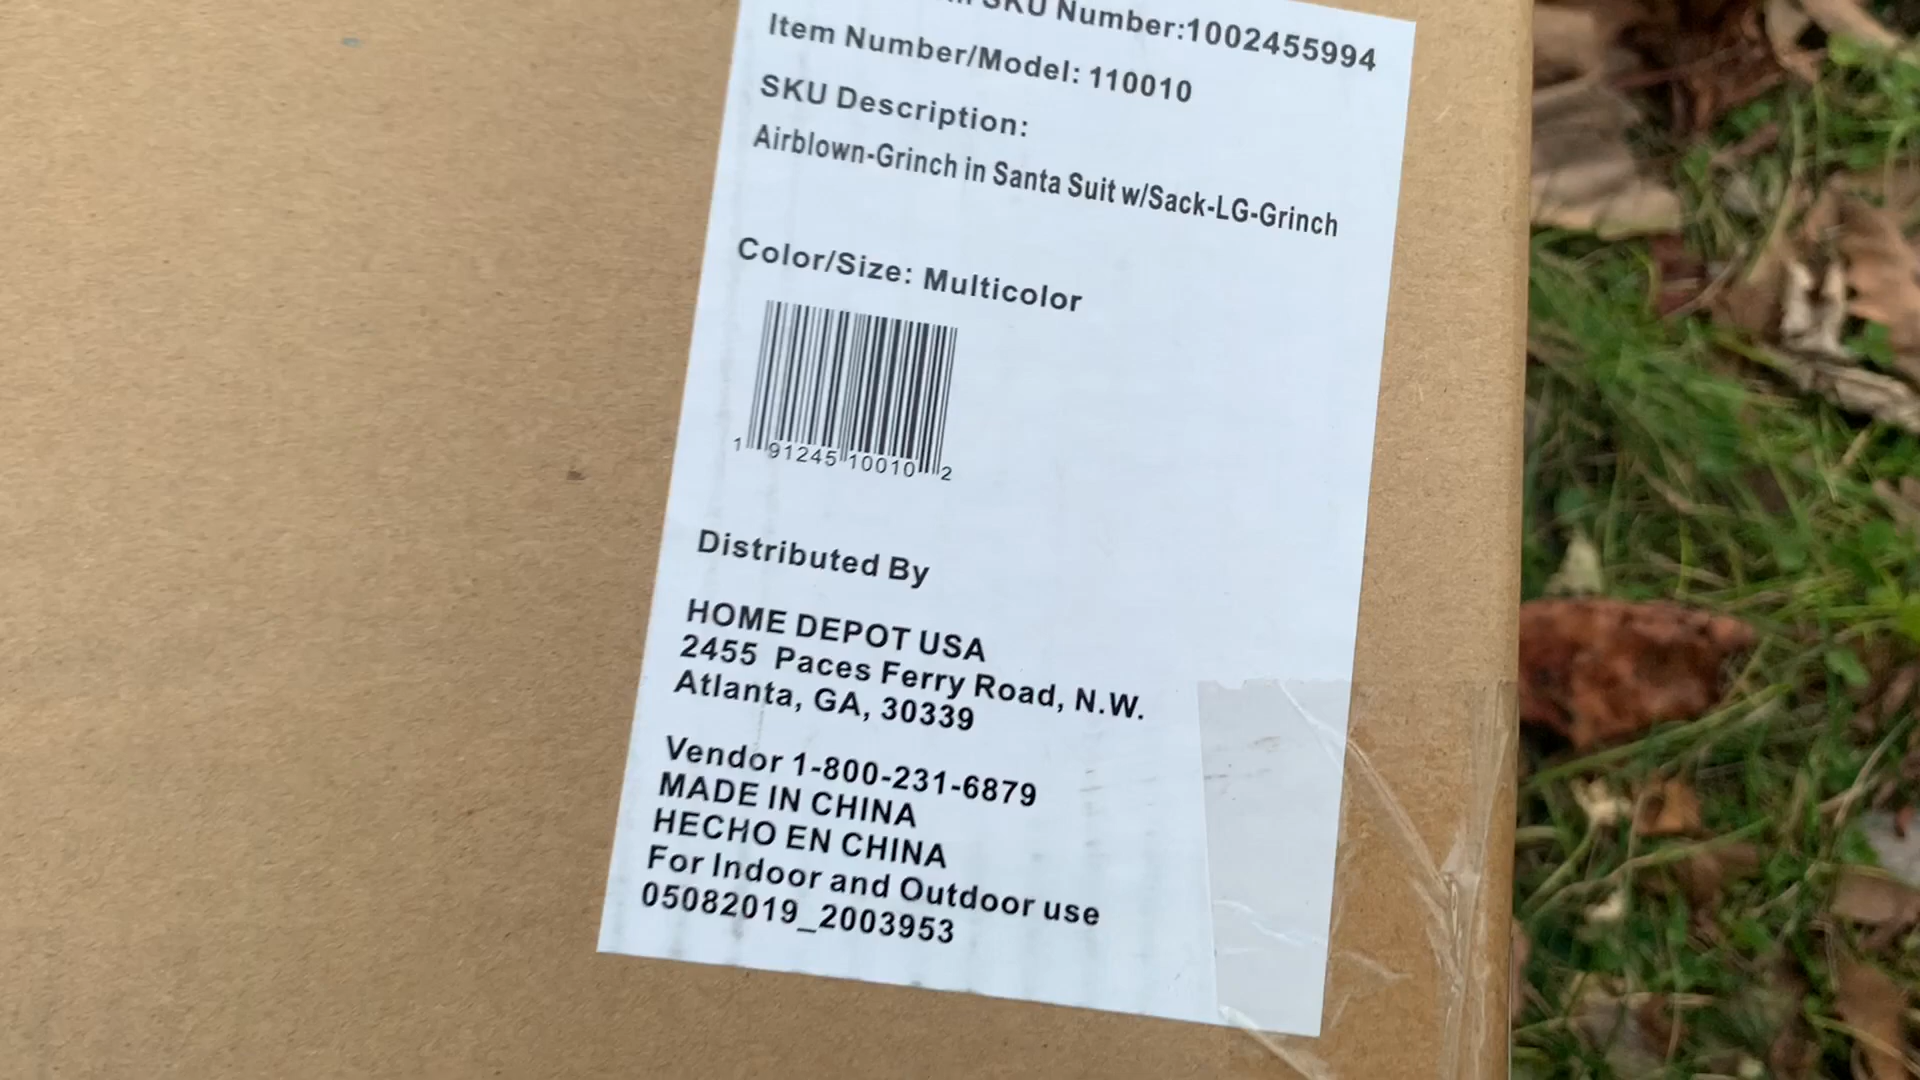 SKU Number:1002455994
Item Number/Model: 110010
SKU Description:
Airblown-Grinch in Santa Suit w/Sack-LG-Grinch
Color/Size: Multicolor
1 91245 10010 2
Distributed By
HOME DEPOT USA
2455 Paces Ferry Road, N.W.
Atlanta, GA, 30339
Vendor 1-800-231-6879
MADE IN CHINA
HECHO EN CHINA
For Indoor and Outdoor use
05082019_2003953